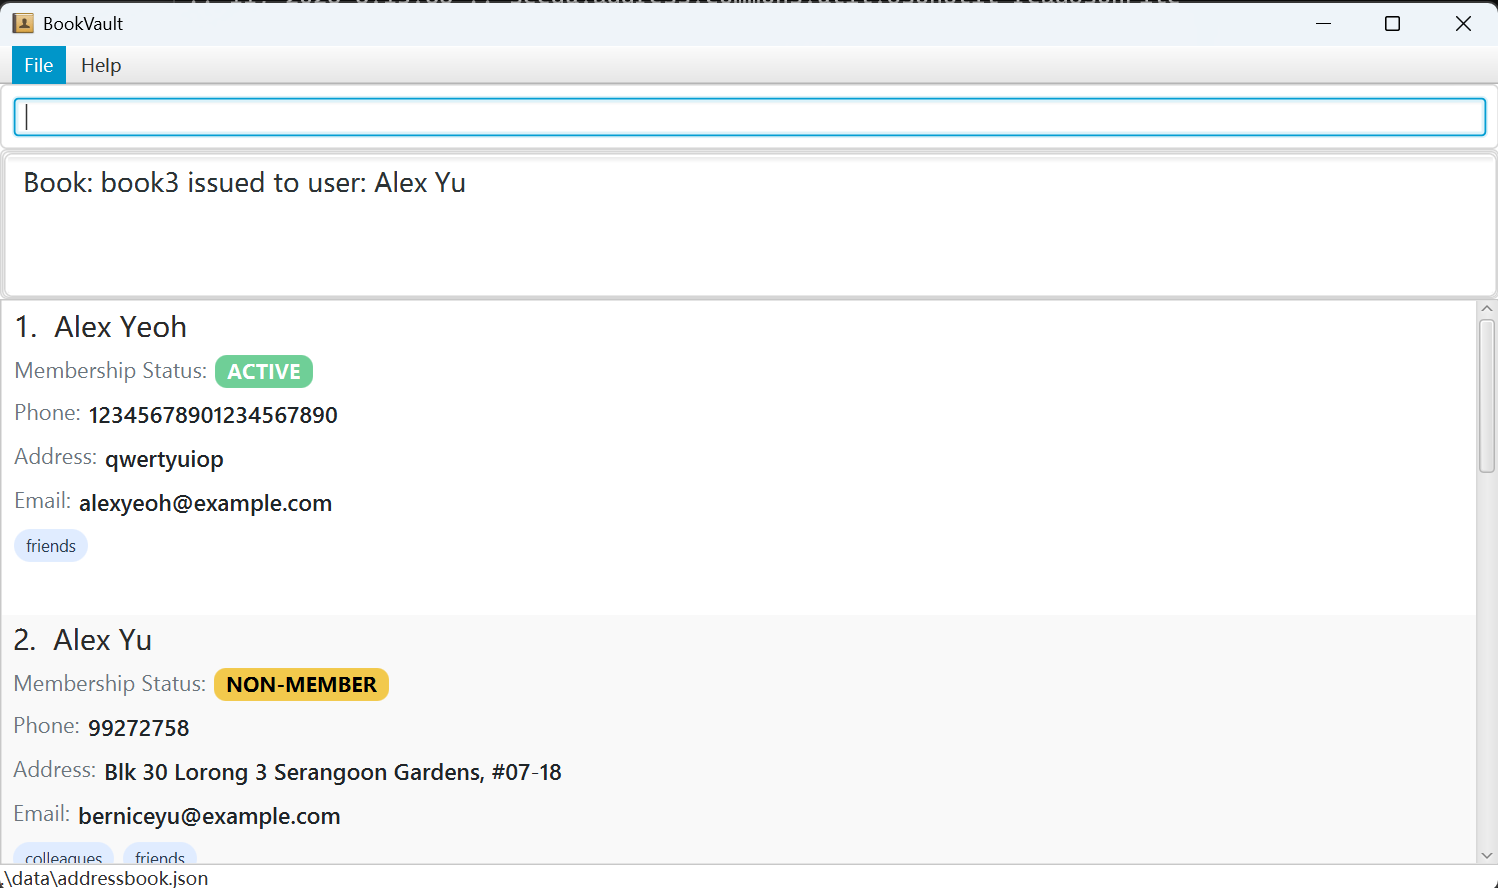 BookVault
File Help
Book: book3 issued to user: Alex Yu
1. Alex Yeoh
Membership Status: ACTIVE
Phone: 12345678901234567890
Address: qwertyuiop
Email: alexyeoh@example.com
friends
2. Alex Yu
Membership Status: NON-MEMBER
Phone: 99272758
Address: Blk 30 Lorong 3 Serangoon Gardens, #07-18
Email: berniceyu@example.com
colleagues friends
.\data\addressbook.json